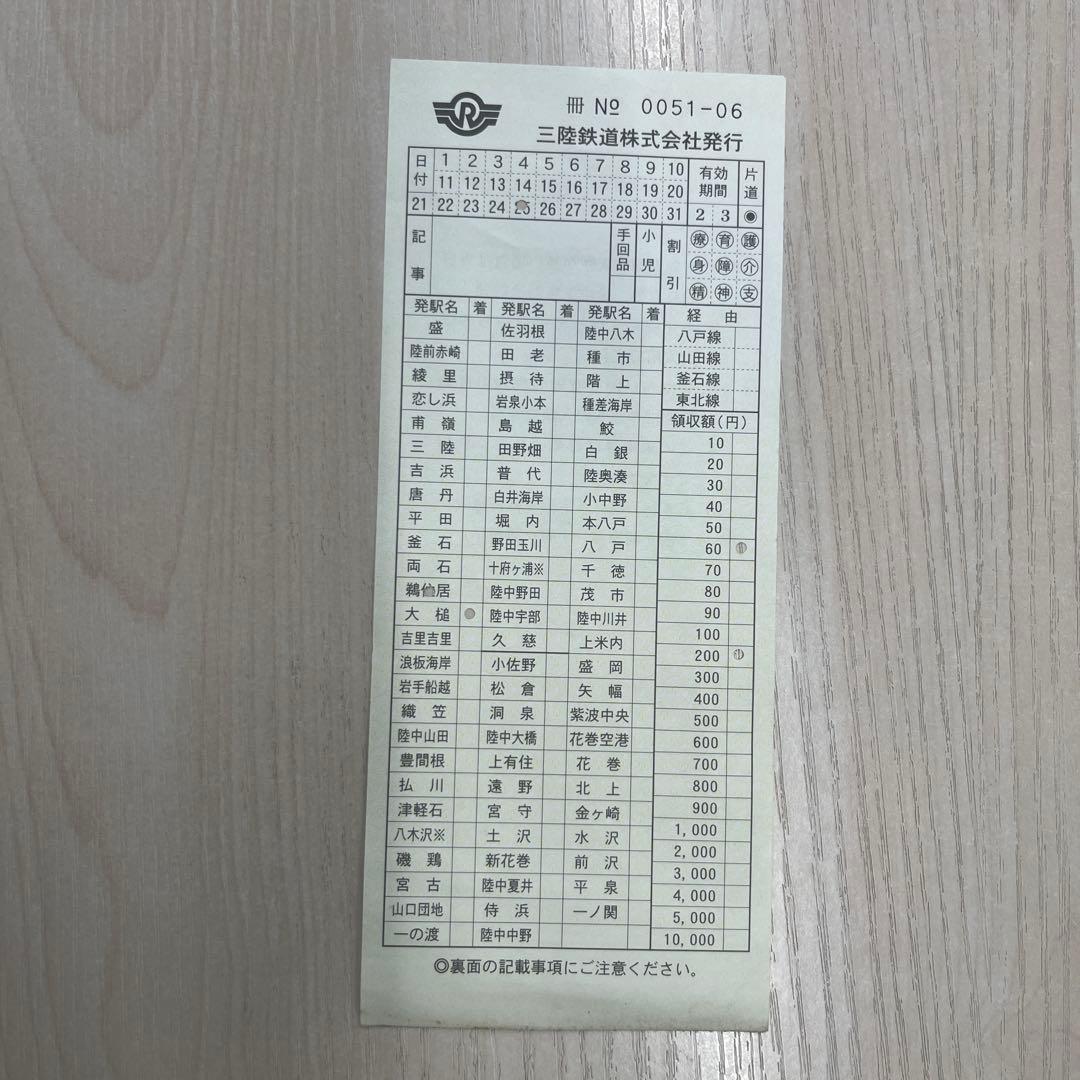 R
冊 № 0051-06
三陸鉄道株式会社発行
日付 1 2 3 4 5 6 7 8 9 10 有効期間 片道
11 12 13 14 15 16 17 18 19 20
21 22 23 24 25 26 27 28 29 30 31 2 3 ◉
記事 手回品 小児 割引 療 育 護
身 障 介
精 神 支
発駅名 着 発駅名 着 発駅名 着 経由
盛 佐羽根 陸中八木 八戸線
陸前赤崎 田老 種市 山田線
綾里 摂待 階上 釜石線
恋し浜 岩泉小本 種差海岸 東北線
甫嶺 島越 鮫 領収額(円)
三陸 田野畑 白銀 10
吉浜 普代 陸奥湊 20
唐丹 白井海岸 小中野 30
平田 堀内 本八戸 40
釜石 野田玉川 八戸 50
両石 十府ヶ浦※ 千徳 60
鵜住居 陸中野田 茂市 70
大槌 陸中宇部 陸中川井 80
吉里吉里 久慈 上米内 90
浪板海岸 小佐野 盛岡 100
岩手船越 松倉 矢幅 200
織笠 洞泉 紫波中央 300
陸中山田 陸中大橋 花巻空港 400
豊間根 上有住 花巻 500
払川 遠野 北上 600
津軽石 宮守 金ヶ崎 700
八木沢※ 土沢 水沢 800
磯鶏 新花巻 前沢 900
宮古 陸中夏井 平泉 1,000
山口団地 侍浜 一ノ関 2,000
一の渡 陸中中野 3,000
4,000
5,000
10,000
◎裏面の記載事項にご注意ください。